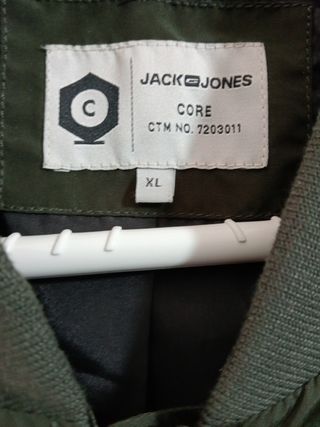 C
JACK JONES
CORE
CTM NO. 7203011
XL